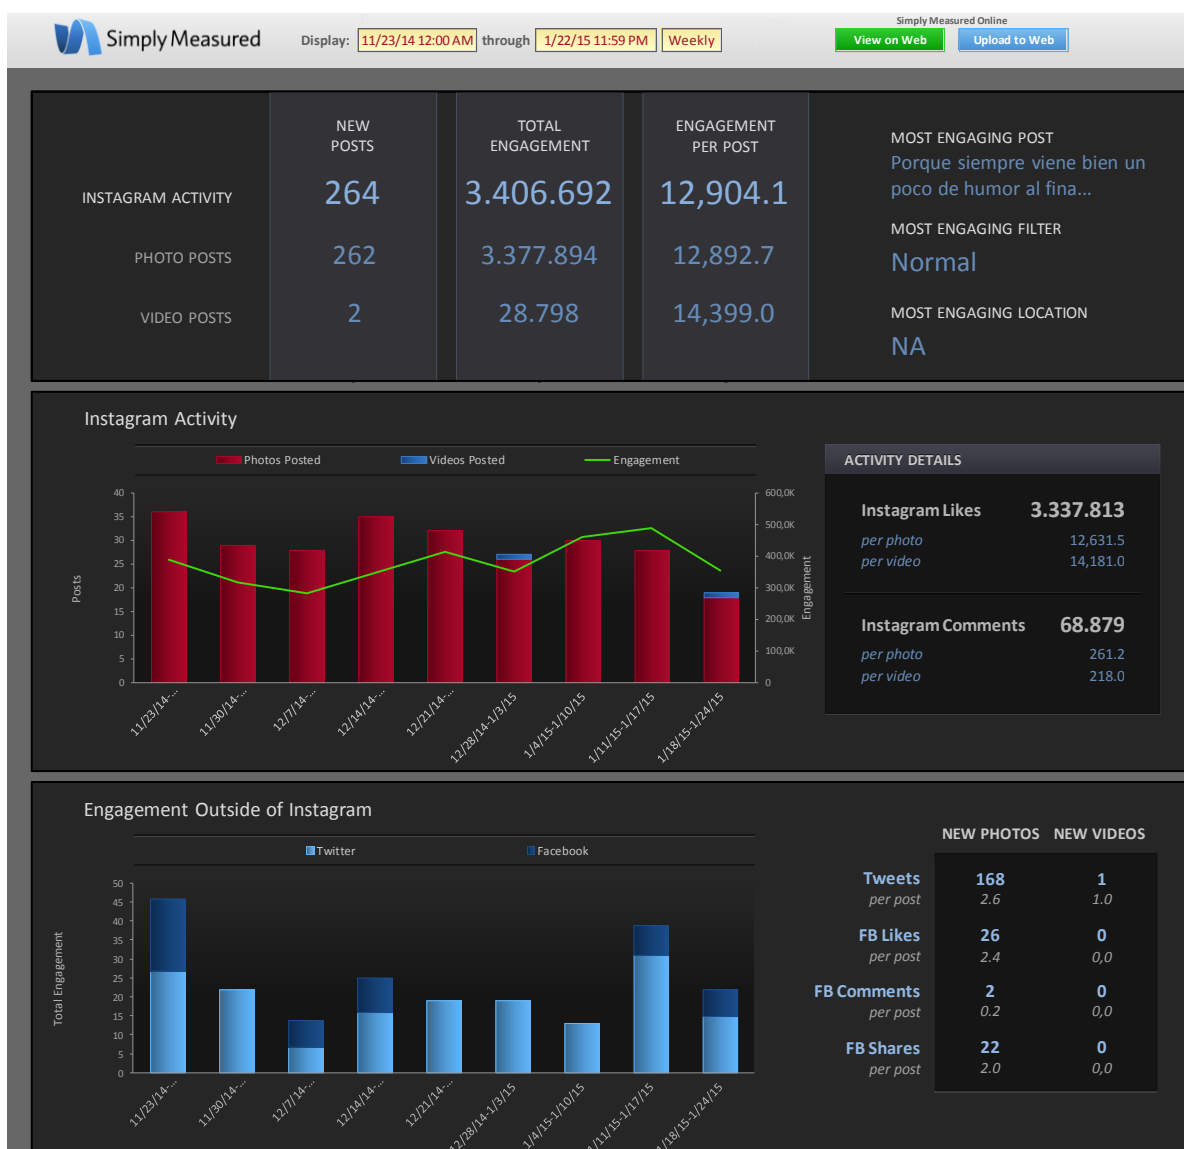 Simply Measured
Display: 11/23/14 12:00 AM through 1/22/15 11:59 PM Weekly
Simply Measured Online
View on Web Upload to Web
NEW POSTS
TOTAL ENGAGEMENT
ENGAGEMENT PER POST
INSTAGRAM ACTIVITY 264 3.406.692 12,904.1
PHOTO POSTS 262 3.377.894 12,892.7
VIDEO POSTS 2 28.798 14,399.0
MOST ENGAGING POST
Porque siempre viene bien un
poco de humor al fina...
MOST ENGAGING FILTER
Normal
MOST ENGAGING LOCATION
NA
Instagram Activity
Photos Posted Videos Posted Engagement
Posts
40
35
30
25
20
15
10
5
0
600,0K
500,0K
400,0K
300,0K
200,0K
100,0K
0
Engagement
11/23/14-...
11/30/14-...
12/7/14-...
12/14/14-...
12/21/14-...
12/28/14-1/3/15
1/4/15-1/10/15
1/11/15-1/17/15
1/18/15-1/24/15
ACTIVITY DETAILS
Instagram Likes 3.337.813
per photo 12,631.5
per video 14,181.0
Instagram Comments 68.879
per photo 261.2
per video 218.0
Engagement Outside of Instagram
Twitter Facebook
Total Engagement
50
45
40
35
30
25
20
15
10
5
0
11/23/14-...
11/30/14-...
12/7/14-...
12/14/14-...
12/21/14-...
12/28/14-1/3/15
1/4/15-1/10/15
1/11/15-1/17/15
1/18/15-1/24/15
NEW PHOTOS NEW VIDEOS
Tweets 168 1
per post 2.6 1.0
FB Likes 26 0
per post 2.4 0,0
FB Comments 2 0
per post 0.2 0,0
FB Shares 22 0
per post 2.0 0,0